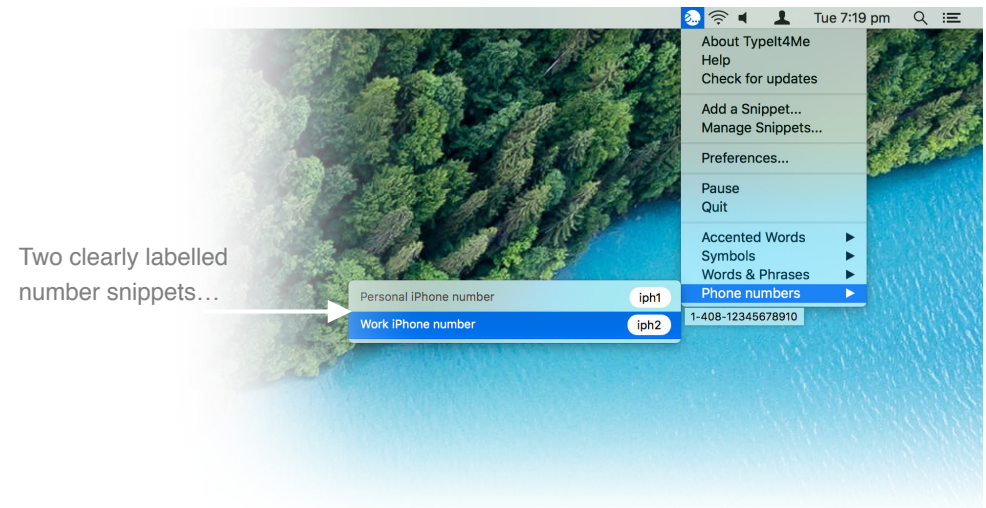 Tue 7:19 pm
About TypeIt4Me
Help
Check for updates
Add a Snippet...
Manage Snippets...
Preferences...
Pause
Quit
Accented Words
Symbols
Words & Phrases
Phone numbers
Two clearly labelled
number snippets…
Personal iPhone number iph1
Work iPhone number iph2
1-408-12345678910